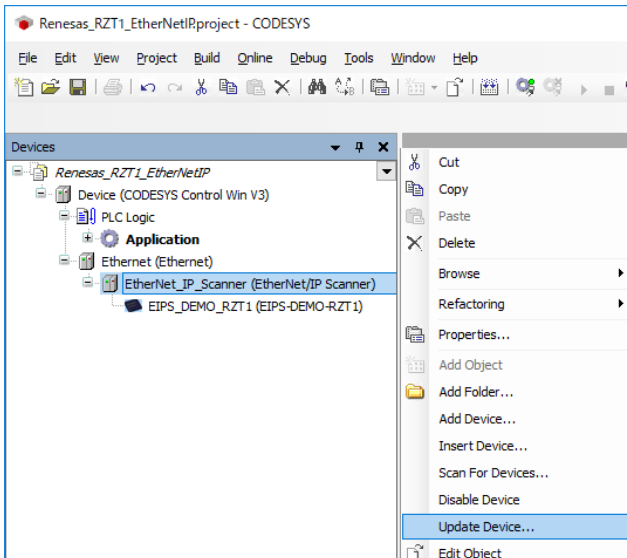 Renesas_RZT1_EtherNetIP.project - CODESYS
File Edit View Project Build Online Debug Tools Window Help
Devices
Renesas_RZT1_EtherNetIP
Device (CODESYS Control Win V3)
PLC Logic
Application
Ethernet (Ethernet)
EtherNet_IP_Scanner (EtherNet/IP Scanner)
EIPS_DEMO_RZT1 (EIPS-DEMO-RZT1)
Cut
Copy
Paste
Delete
Browse
Refactoring
Properties...
Add Object
Add Folder...
Add Device...
Insert Device...
Scan For Devices...
Disable Device
Update Device...
Edit Object